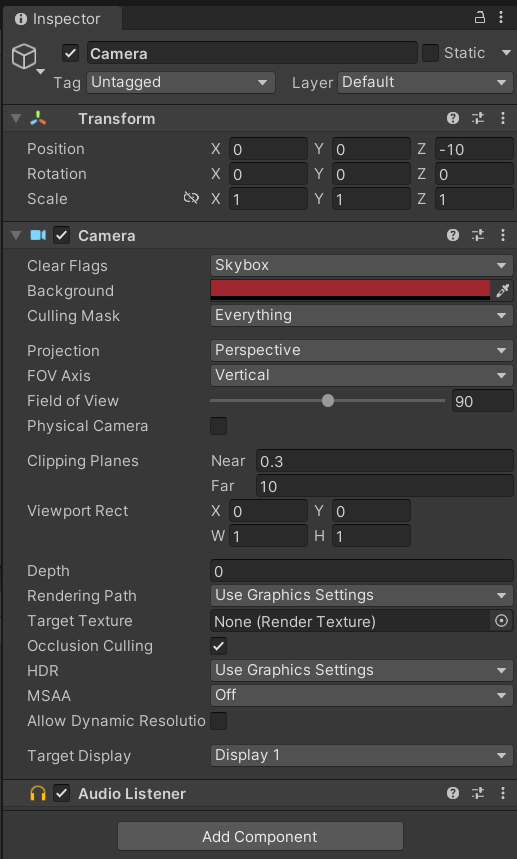 Inspector
Camera Static
Tag Untagged Layer Default
Transform
Position X 0 Y 0 Z -10
Rotation X 0 Y 0 Z 0
Scale X 1 Y 1 Z 1
Camera
Clear Flags Skybox
Background
Culling Mask Everything
Projection Perspective
FOV Axis Vertical
Field of View 90
Physical Camera
Clipping Planes Near 0.3
Far 10
Viewport Rect X 0 Y 0
W 1 H 1
Depth 0
Rendering Path Use Graphics Settings
Target Texture None (Render Texture)
Occlusion Culling
HDR Use Graphics Settings
MSAA Off
Allow Dynamic Resolutio
Target Display Display 1
Audio Listener
Add Component